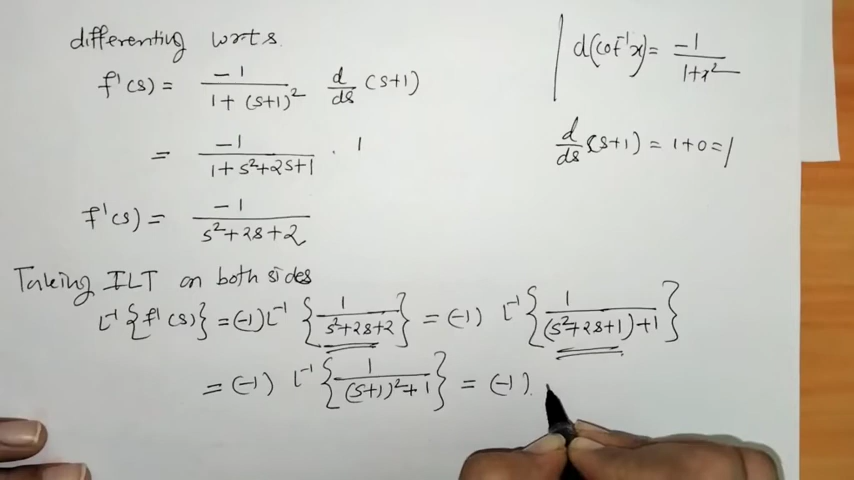 differenting w.r.t s.
f'(s) = -1/(1 + (s+1)²) d/ds (s+1)
= -1/(1 + s²+2s+1) . 1
f'(s) = -1/(s²+2s+2)
| d(cot⁻¹x) = -1/(1+x²)
d/ds (s+1) = 1+0 = 1
Taking ILT on both sides
L⁻¹{f'(s)} = (-1) L⁻¹{1/(s²+2s+2)} = (-1) L⁻¹{1/((s²+2s+1)+1)}
= (-1) L⁻¹{1/((s+1)²+1)} = (-1).